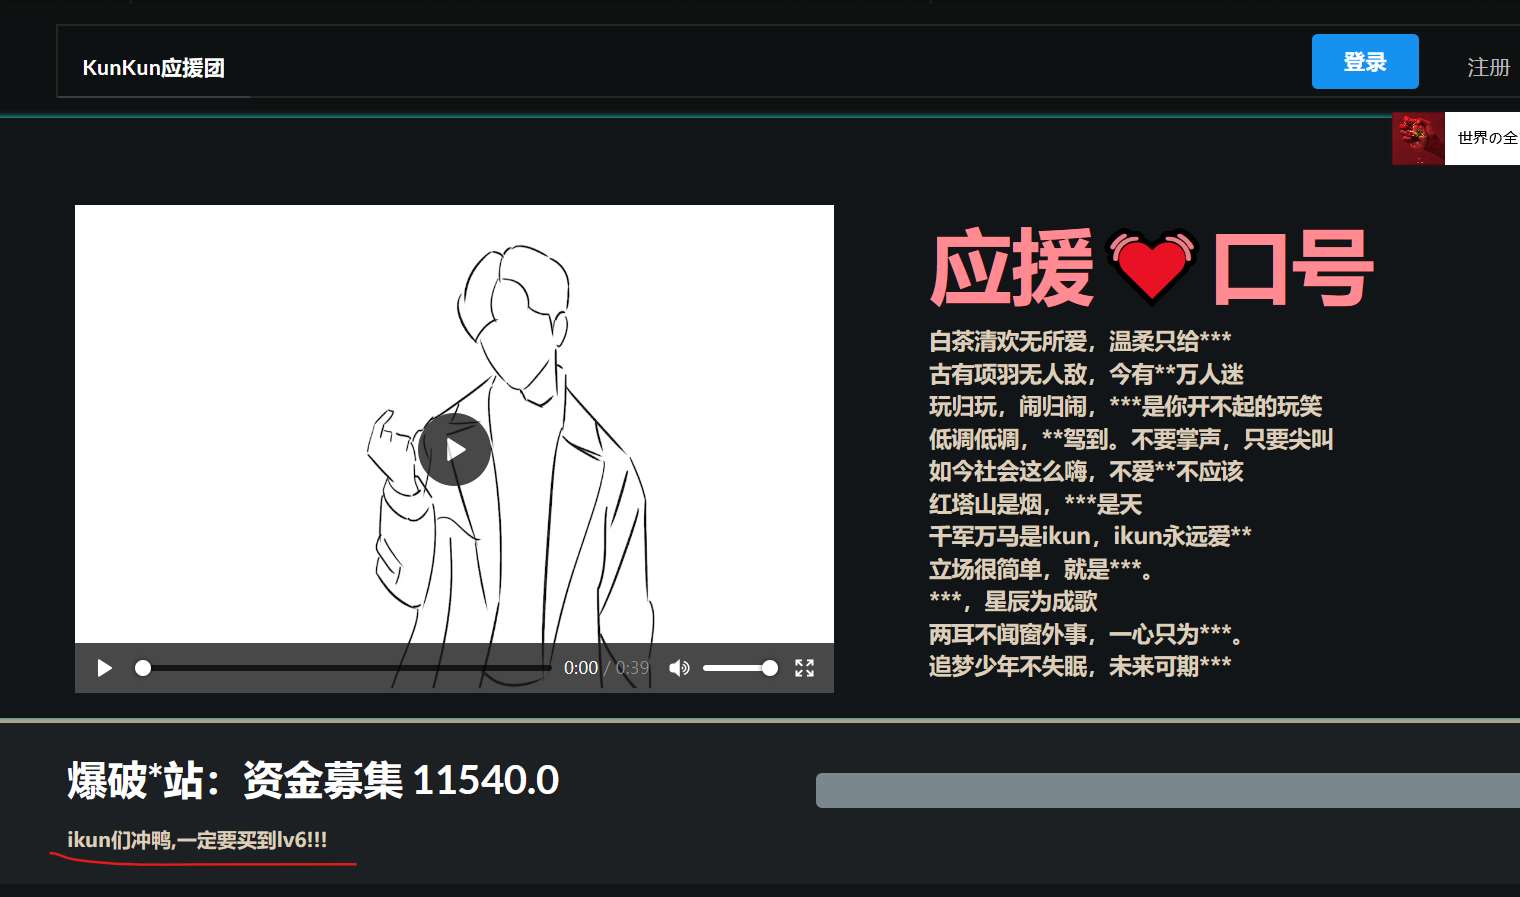 KunKun应援团
登录
注册
世界の全
应援💓口号
白茶清欢无所爱，温柔只给***
古有项羽无人敌，今有**万人迷
玩归玩，闹归闹，***是你开不起的玩笑
低调低调，**驾到。不要掌声，只要尖叫
如今社会这么嗨，不爱**不应该
红塔山是烟，***是天
千军万马是ikun，ikun永远爱**
立场很简单，就是***。
***，星辰为成歌
两耳不闻窗外事，一心只为***。
追梦少年不失眠，未来可期***
0:00 / 0:39
爆破*站：资金募集 11540.0
ikun们冲鸭,一定要买到lv6!!!